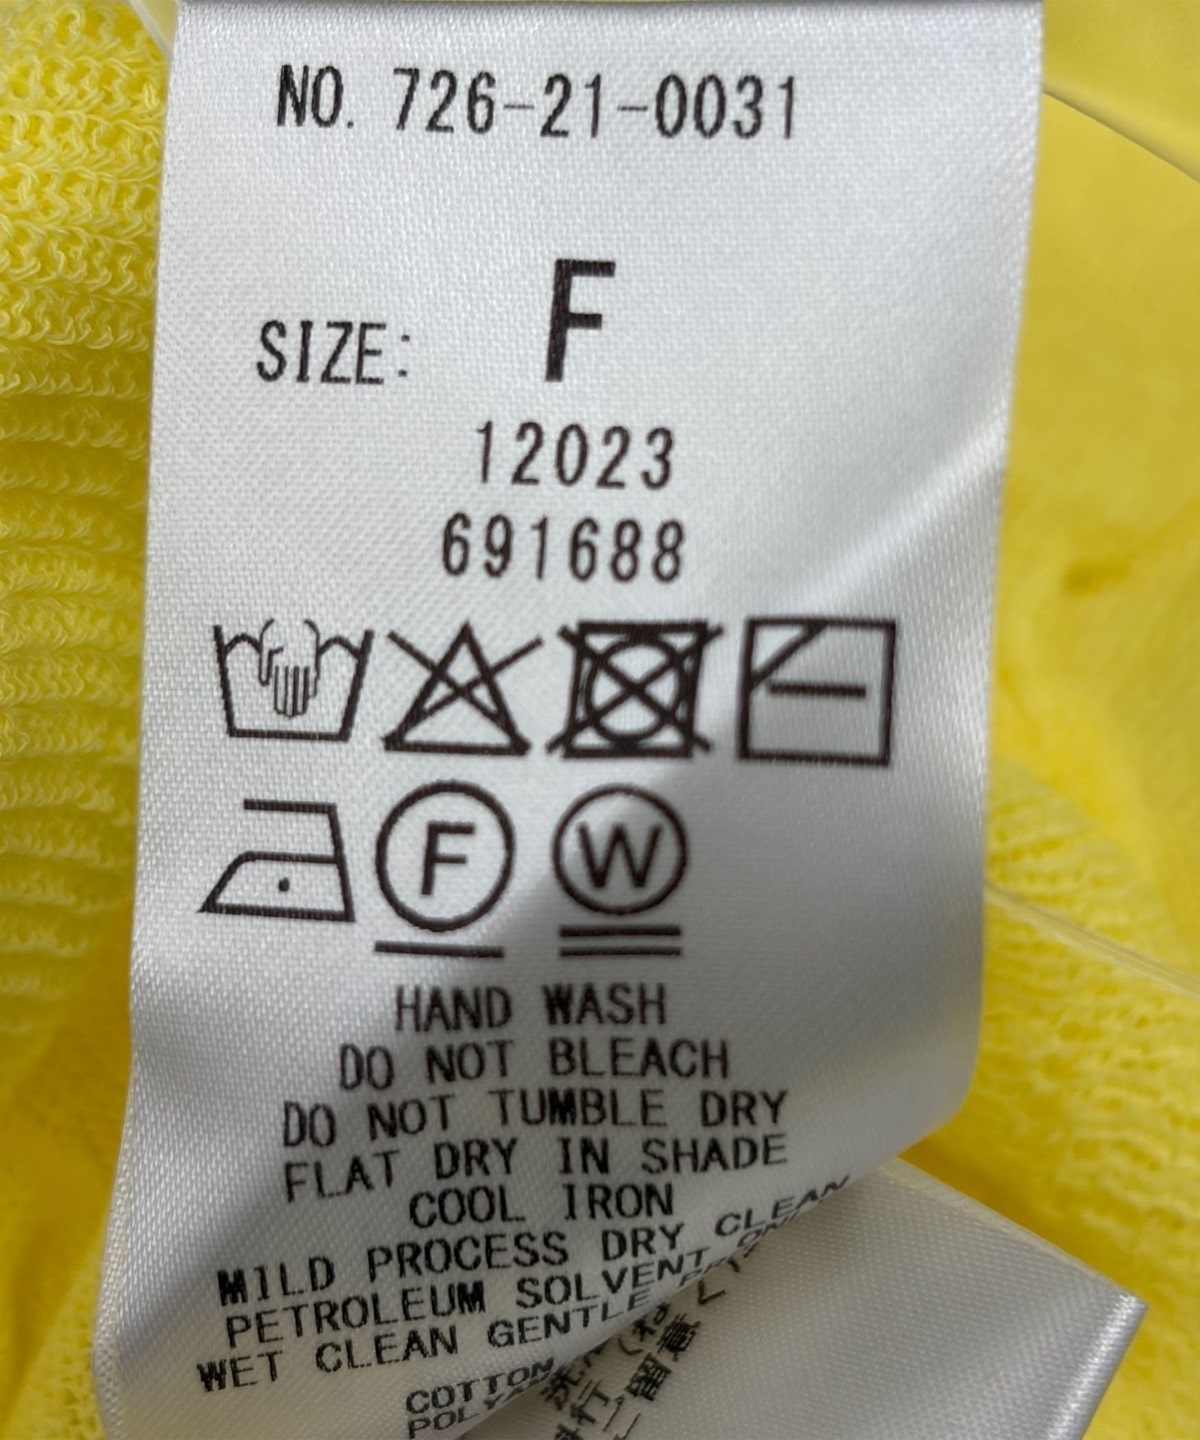 NO. 726-21-0031
SIZE: F
12023
691688
F W
HAND WASH
DO NOT BLEACH
DO NOT TUMBLE DRY
FLAT DRY IN SHADE
COOL IRON
MILD PROCESS DRY CLEAN
PETROLEUM SOLVENT
WET CLEAN GENTLE
COTTON